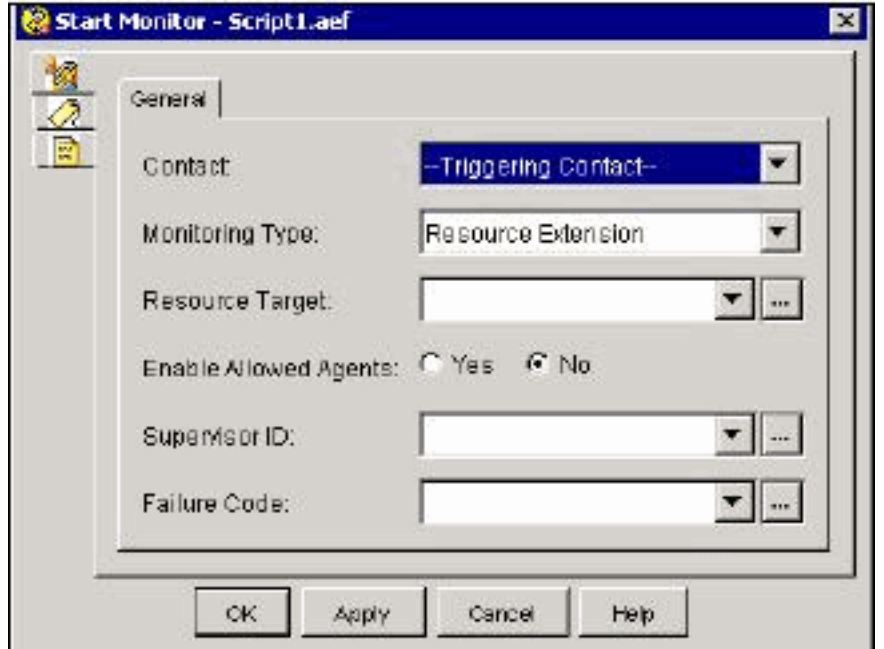 Start Monitor - Script1.aef
General
Contact:
--Triggering Contact--
Monitoring Type:
Resource Extension
Resource Target:
...
Enable Allowed Agents:
Yes
No
Supervisor ID:
...
Failure Code:
...
OK
Apply
Cancel
Help